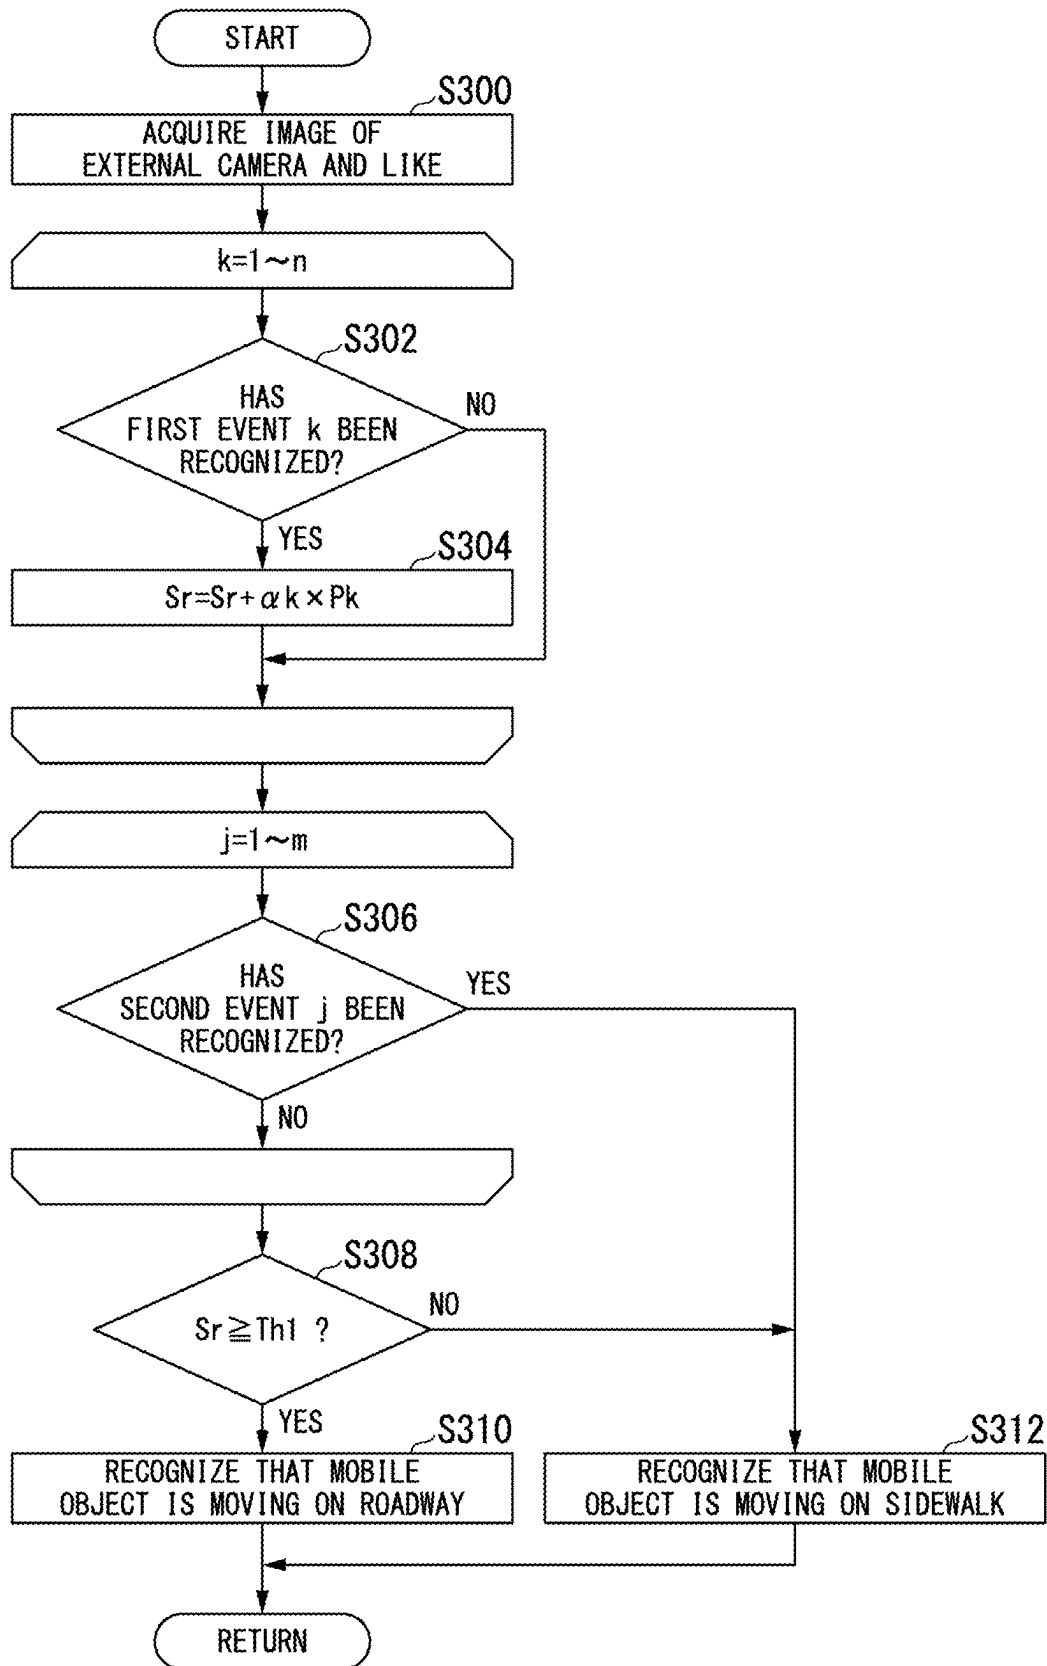 START
S300
ACQUIRE IMAGE OF
EXTERNAL CAMERA AND LIKE
k=1~n
S302
HAS
FIRST EVENT k BEEN
RECOGNIZED?
NO
YES
S304
Sr=Sr+αk×Pk
j=1~m
S306
HAS
SECOND EVENT j BEEN
RECOGNIZED?
YES
NO
S308
Sr≧Th1 ?
NO
YES
S310
RECOGNIZE THAT MOBILE
OBJECT IS MOVING ON ROADWAY
S312
RECOGNIZE THAT MOBILE
OBJECT IS MOVING ON SIDEWALK
RETURN